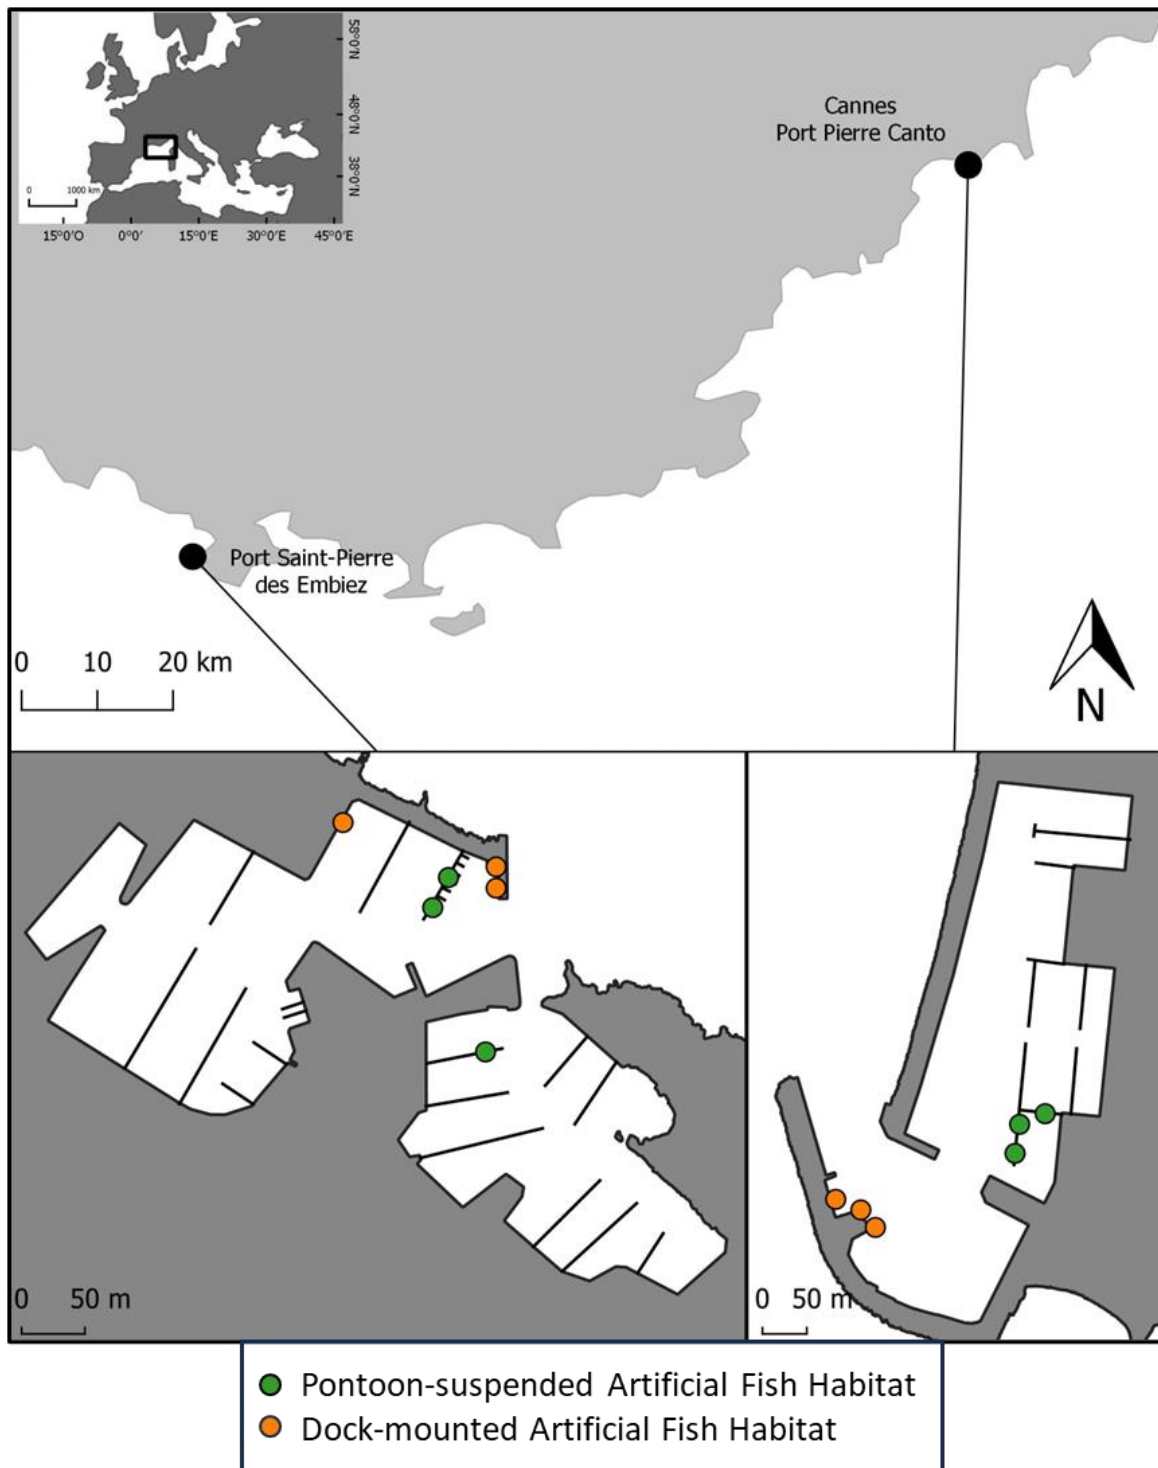 58°0'N
48°0'N
38°0'N
0 1000 km
15°0'O 0°0' 15°0'E 30°0'E 45°0'E
Cannes
Port Pierre Canto
Port Saint-Pierre
des Embiez
0 10 20 km
N
0 50 m
0 50 m
Pontoon-suspended Artificial Fish Habitat
Dock-mounted Artificial Fish Habitat